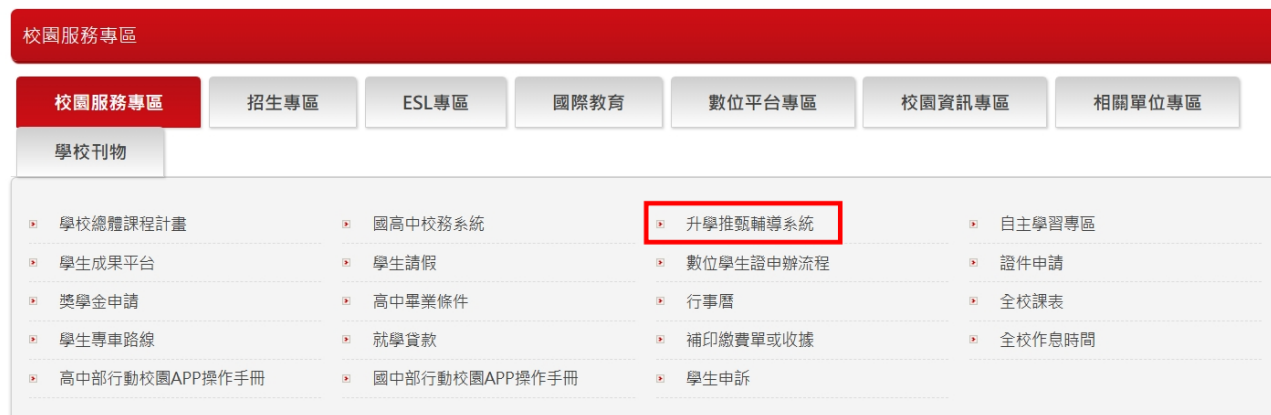 校園服務專區
校園服務專區 招生專區 ESL專區 國際教育 數位平台專區 校園資訊專區 相關單位專區
學校刊物
學校總體課程計畫 國高中校務系統 升學推甄輔導系統 自主學習專區
學生成果平台 學生請假 數位學生證申辦流程 證件申請
獎學金申請 高中畢業條件 行事曆 全校課表
學生專車路線 就學貸款 補印繳費單或收據 全校作息時間
高中部行動校園APP操作手冊 國中部行動校園APP操作手冊 學生申訴